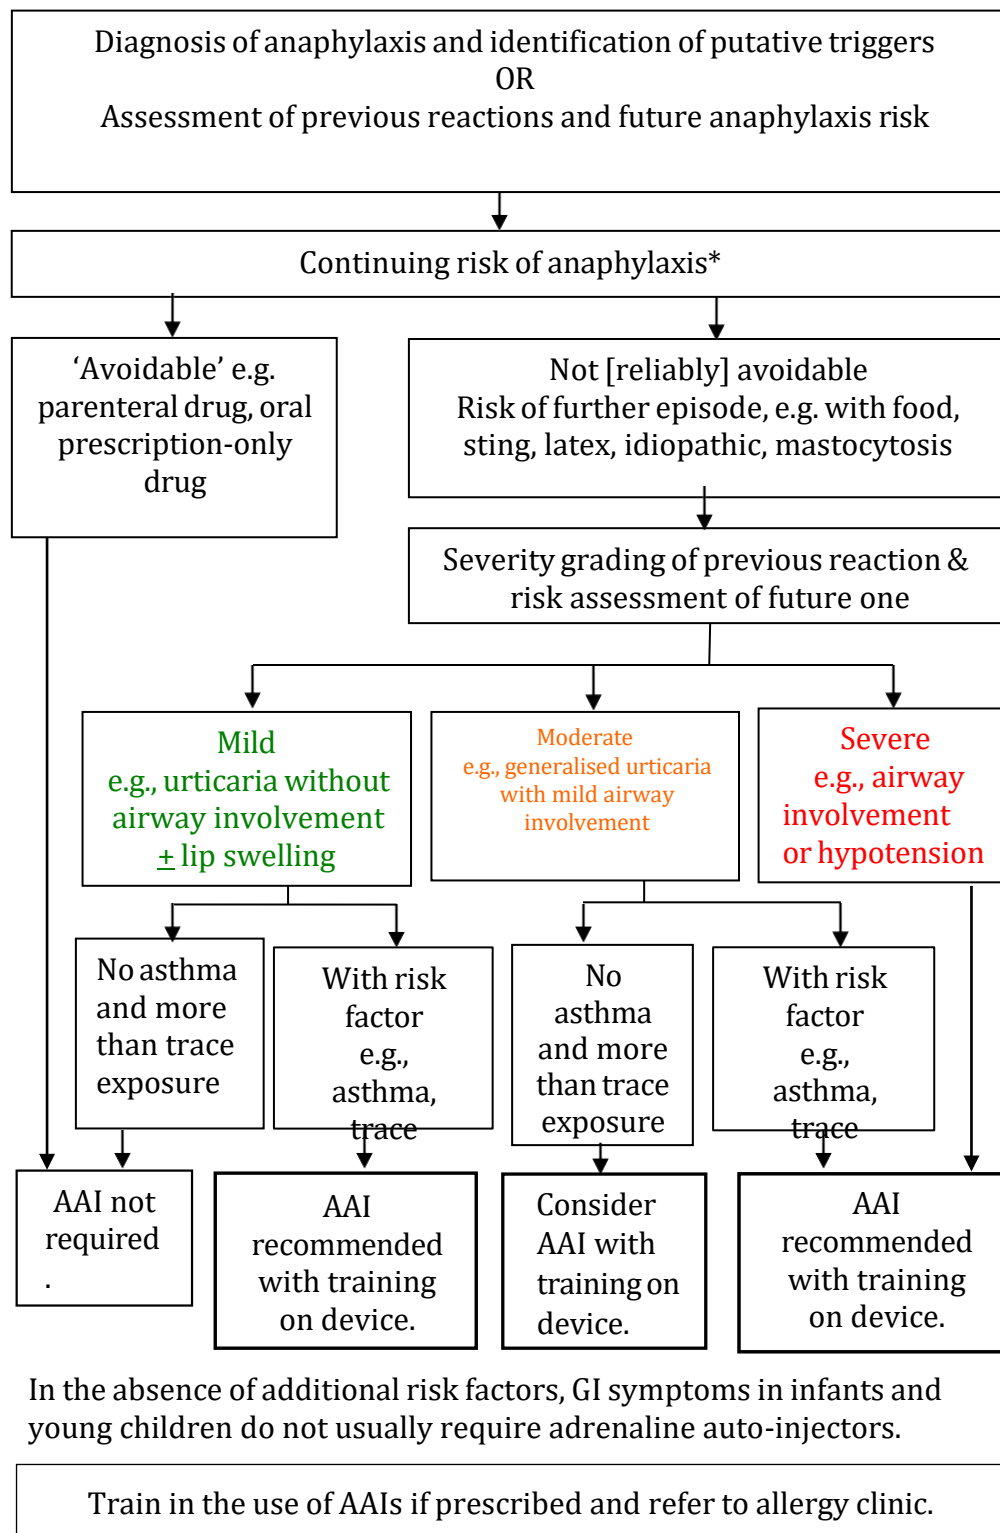 Diagnosis of anaphylaxis and identification of putative triggers
OR
Assessment of previous reactions and future anaphylaxis risk
Continuing risk of anaphylaxis*
‘Avoidable’ e.g.
parenteral drug, oral
prescription-only
drug
Not [reliably] avoidable
Risk of further episode, e.g. with food,
sting, latex, idiopathic, mastocytosis
Severity grading of previous reaction &
risk assessment of future one
Mild
e.g., urticaria without
airway involvement
± lip swelling
Moderate
e.g., generalised urticaria
with mild airway
involvement
Severe
e.g., airway
involvement
or hypotension
No asthma
and more
than trace
exposure
With risk
factor
e.g.,
asthma,
trace
No
asthma
and more
than trace
exposure
With risk
factor
e.g.,
asthma,
trace
AAI not
required
.
AAI
recommended
with training
on device.
Consider
AAI with
training on
device.
AAI
recommended
with training
on device.
In the absence of additional risk factors, GI symptoms in infants and
young children do not usually require adrenaline auto-injectors.
Train in the use of AAIs if prescribed and refer to allergy clinic.